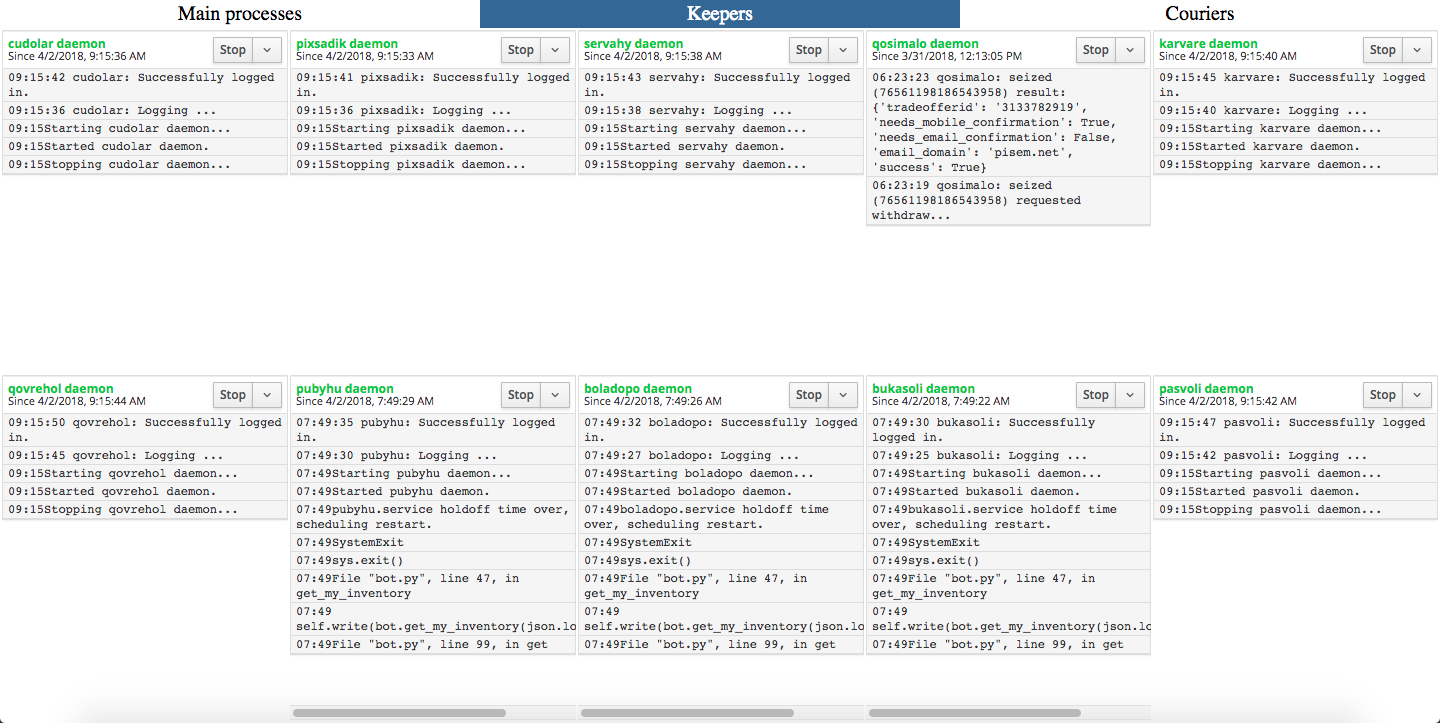 Main processes
Keepers
Couriers
cudolar daemon
Since 4/2/2018, 9:15:36 AM
Stop
09:15:42 cudolar: Successfully logged
in.
09:15:36 cudolar: Logging ...
09:15Starting cudolar daemon...
09:15Started cudolar daemon.
09:15Stopping cudolar daemon...
pixsadik daemon
Since 4/2/2018, 9:15:33 AM
Stop
09:15:41 pixsadik: Successfully logged
in.
09:15:36 pixsadik: Logging ...
09:15Starting pixsadik daemon...
09:15Started pixsadik daemon.
09:15Stopping pixsadik daemon...
servahy daemon
Since 4/2/2018, 9:15:38 AM
Stop
09:15:43 servahy: Successfully logged
in.
09:15:38 servahy: Logging ...
09:15Starting servahy daemon...
09:15Started servahy daemon.
09:15Stopping servahy daemon...
qosimalo daemon
Since 3/31/2018, 12:13:05 PM
Stop
06:23:23 qosimalo: seized
(76561198186543958) result:
{'tradeofferid': '3133782919',
'needs_mobile_confirmation': True,
'needs_email_confirmation': False,
'email_domain': 'pisem.net',
'success': True}
06:23:19 qosimalo: seized
(76561198186543958) requested
withdraw...
karvare daemon
Since 4/2/2018, 9:15:40 AM
Stop
09:15:45 karvare: Successfully logged
in.
09:15:40 karvare: Logging ...
09:15Starting karvare daemon...
09:15Started karvare daemon.
09:15Stopping karvare daemon...
qovrehol daemon
Since 4/2/2018, 9:15:44 AM
Stop
09:15:50 qovrehol: Successfully logged
in.
09:15:45 qovrehol: Logging ...
09:15Starting qovrehol daemon...
09:15Started qovrehol daemon.
09:15Stopping qovrehol daemon...
pubyhu daemon
Since 4/2/2018, 7:49:29 AM
Stop
07:49:35 pubyhu: Successfully logged
in.
07:49:30 pubyhu: Logging ...
07:49Starting pubyhu daemon...
07:49Started pubyhu daemon.
07:49pubyhu.service holdoff time over,
scheduling restart.
07:49SystemExit
07:49sys.exit()
07:49File "bot.py", line 47, in
get_my_inventory
07:49
self.write(bot.get_my_inventory(json.lo
07:49File "bot.py", line 99, in get
boladopo daemon
Since 4/2/2018, 7:49:26 AM
Stop
07:49:32 boladopo: Successfully logged
in.
07:49:27 boladopo: Logging ...
07:49Starting boladopo daemon...
07:49Started boladopo daemon.
07:49boladopo.service holdoff time
over, scheduling restart.
07:49SystemExit
07:49sys.exit()
07:49File "bot.py", line 47, in
get_my_inventory
07:49
self.write(bot.get_my_inventory(json.lo
07:49File "bot.py", line 99, in get
bukasoli daemon
Since 4/2/2018, 7:49:22 AM
Stop
07:49:30 bukasoli: Successfully
logged in.
07:49:25 bukasoli: Logging ...
07:49Starting bukasoli daemon...
07:49Started bukasoli daemon.
07:49bukasoli.service holdoff time
over, scheduling restart.
07:49SystemExit
07:49sys.exit()
07:49File "bot.py", line 47, in
get_my_inventory
07:49
self.write(bot.get_my_inventory(json.lo
07:49File "bot.py", line 99, in get
pasvoli daemon
Since 4/2/2018, 9:15:42 AM
Stop
09:15:47 pasvoli: Successfully logged
in.
09:15:42 pasvoli: Logging ...
09:15Starting pasvoli daemon...
09:15Started pasvoli daemon.
09:15Stopping pasvoli daemon...